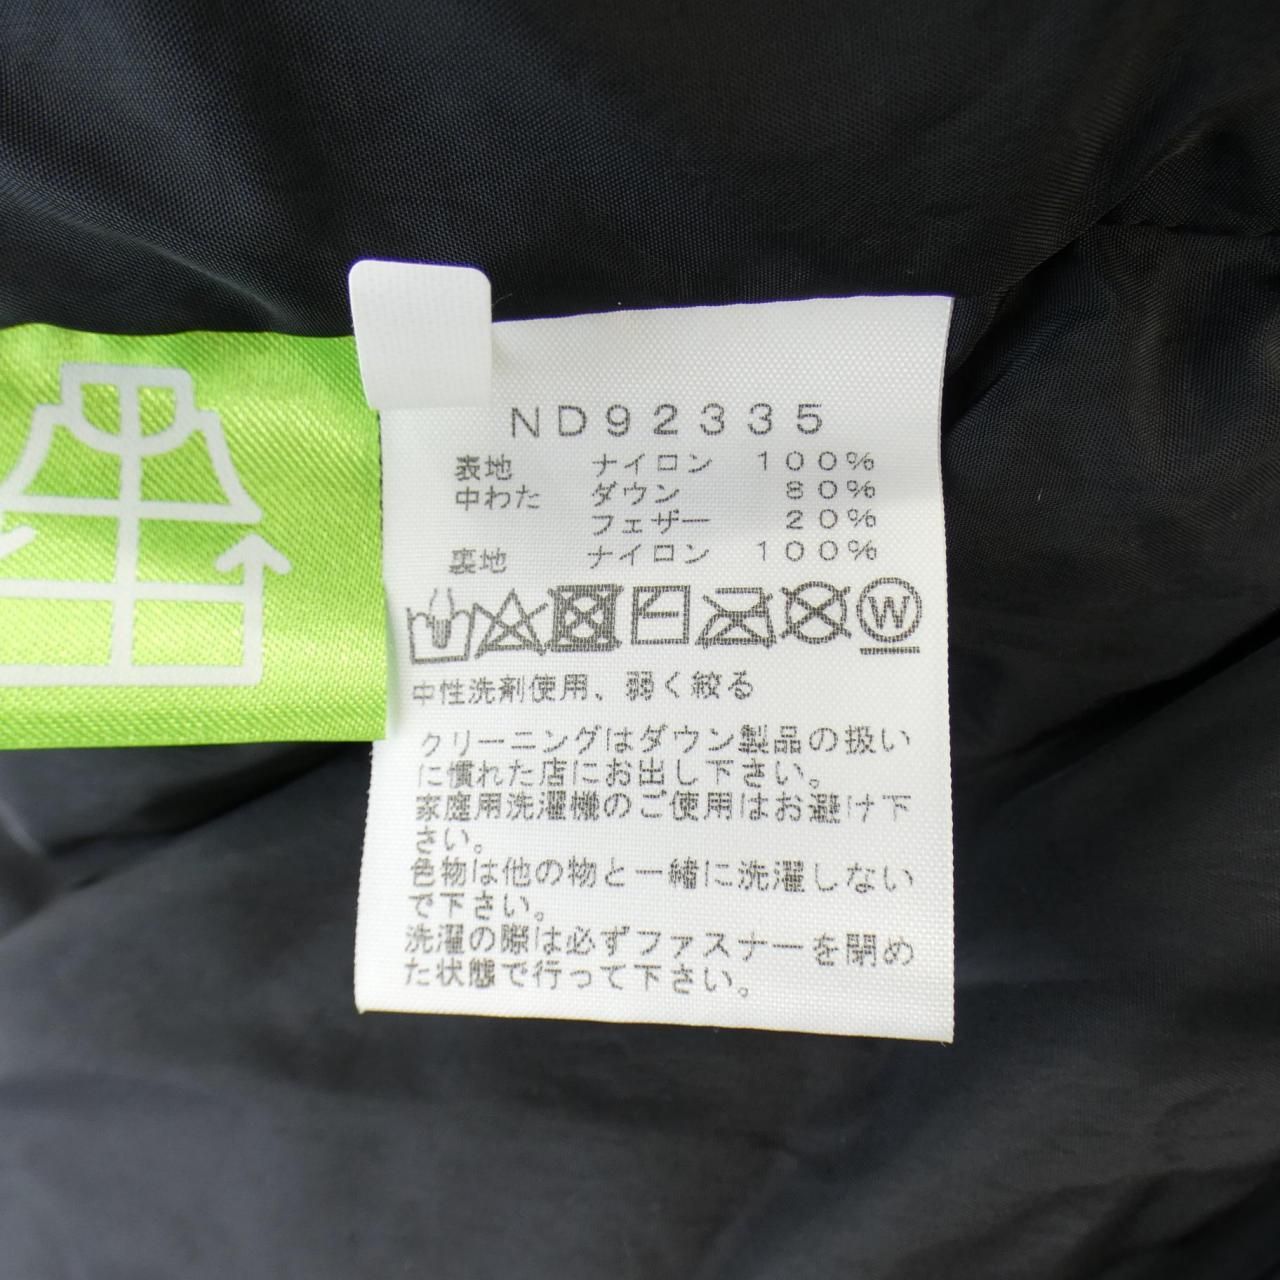 ND92335
表地 ナイロン 100%
中わた ダウン 80%
フェザー 20%
裏地 ナイロン 100%
W
中性洗剤使用、弱く絞る
クリーニングはダウン製品の扱い
に慣れた店にお出し下さい。
家庭用洗濯機のご使用はお避け下
さい。
色物は他の物と一緒に洗濯しない
で下さい。
洗濯の際は必ずファスナーを閉め
た状態で行って下さい。